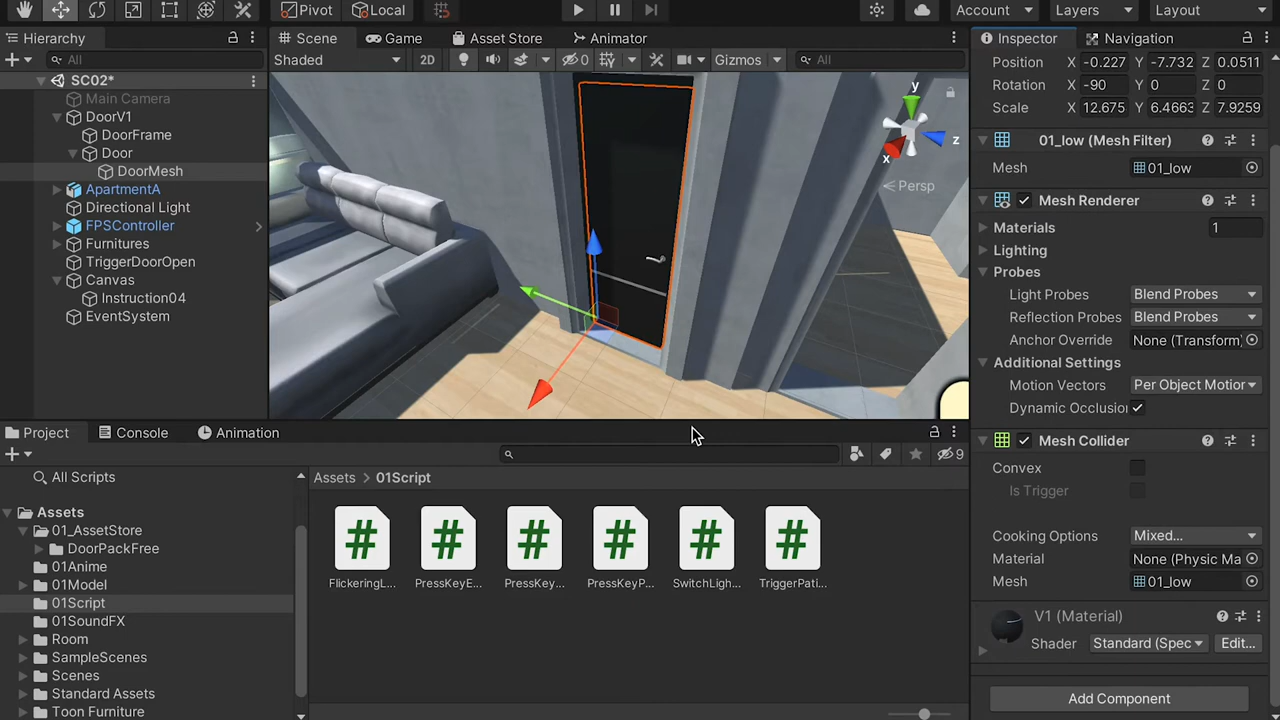 Pivot Local Account Layers Layout
Hierarchy Scene Game Asset Store Animator Inspector Navigation
All Shaded 2D 0 Gizmos All Position X -0.227 Y -7.732 Z 0.0511
SC02* Rotation X -90 Y 0 Z 0
Main Camera Scale X 12.675 Y 6.4663 Z 7.9259
DoorV1
DoorFrame 01_low (Mesh Filter)
Door Mesh 01_low
DoorMesh
ApartmentA Mesh Renderer
Directional Light Materials 1
FPSController Lighting
Furnitures Probes
TriggerDoorOpen Light Probes Blend Probes
Canvas Reflection Probes Blend Probes
Instruction04 Anchor Override None (Transform)
EventSystem Additional Settings
Motion Vectors Per Object Motior
Dynamic Occlusion
y
z
x
Persp
Project Console Animation Mesh Collider
9 Convex
All Scripts Assets > 01Script Is Trigger
Assets
01_AssetStore Cooking Options Mixed...
DoorPackFree Material None (Physic Ma
01Anime Mesh 01_low
01Model FlickeringL... PressKeyE... PressKey... PressKeyP... SwitchLigh... TriggerPati...
01Script
01SoundFX V1 (Material)
Room Shader Standard (Spec Edit...
SampleScenes
Scenes
Standard Assets Add Component
Toon Furniture